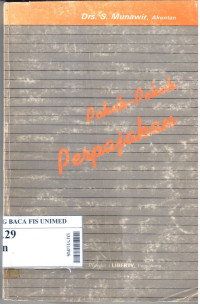 Drs. S. Munawir, Akuntan
Pokok-Pokok
Perpajakan
G BACA FIS UNIMED
.29
n
LIBERTY,